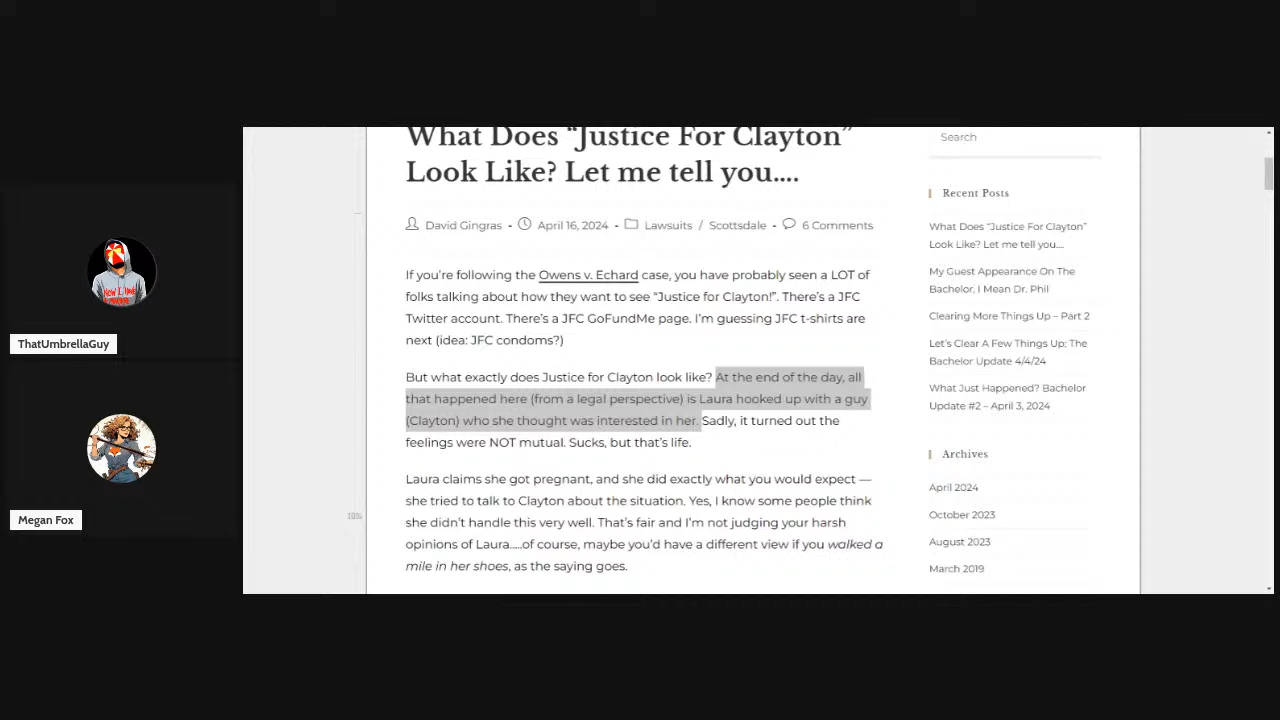 What Does “Justice For Clayton”
Look Like? Let me tell you....
David Gingras - April 16, 2024 - Lawsuits / Scottsdale - 6 Comments
If you’re following the Owens v. Echard case, you have probably seen a LOT of
folks talking about how they want to see “Justice for Clayton!”. There’s a JFC
Twitter account. There’s a JFC GoFundMe page. I’m guessing JFC t-shirts are
next (idea: JFC condoms?)
But what exactly does Justice for Clayton look like? At the end of the day, all
that happened here (from a legal perspective) is Laura hooked up with a guy
(Clayton) who she thought was interested in her. Sadly, it turned out the
feelings were NOT mutual. Sucks, but that’s life.
Laura claims she got pregnant, and she did exactly what you would expect —
she tried to talk to Clayton about the situation. Yes, I know some people think
she didn’t handle this very well. That’s fair and I’m not judging your harsh
opinions of Laura.....of course, maybe you’d have a different view if you walked a
mile in her shoes, as the saying goes.
Search
Recent Posts
What Does “Justice For Clayton”
Look Like? Let me tell you....
My Guest Appearance On The
Bachelor, I Mean Dr. Phil
Clearing More Things Up – Part 2
Let’s Clear A Few Things Up: The
Bachelor Update 4/4/24
What Just Happened? Bachelor
Update #2 – April 3, 2024
Archives
April 2024
October 2023
August 2023
March 2019
ThatUmbrellaGuy
Megan Fox